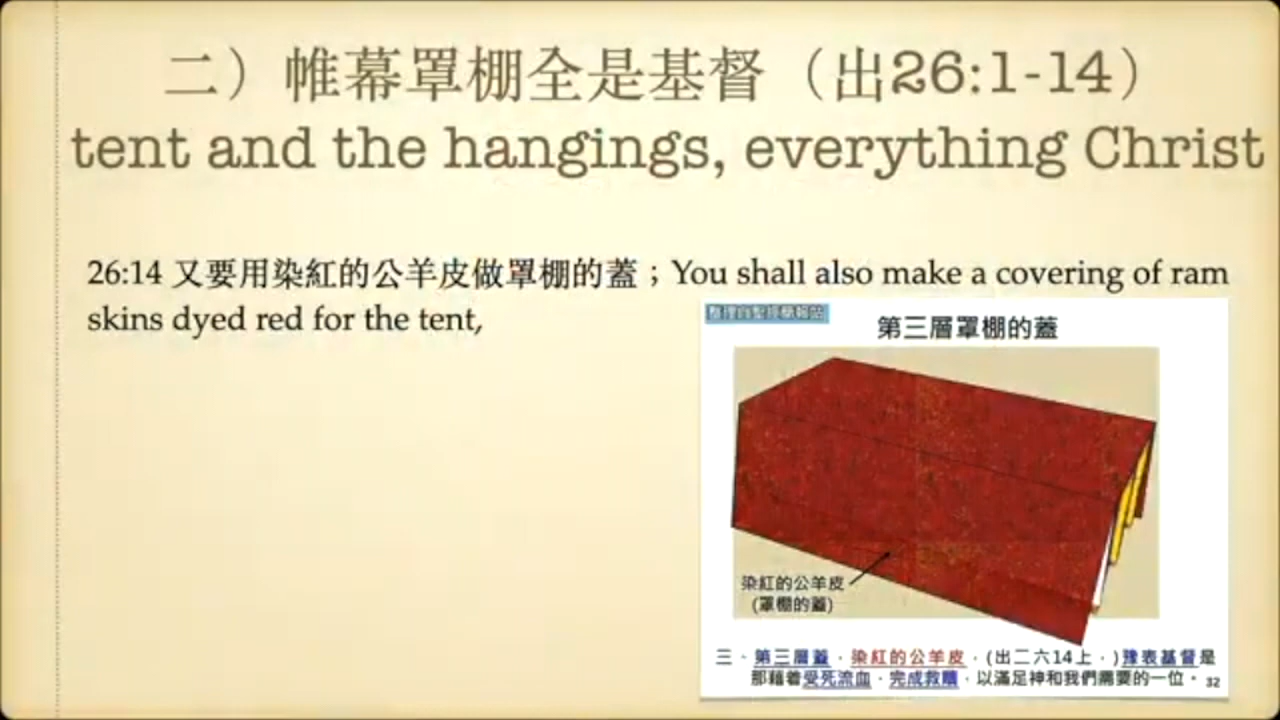 二）帷幕罩棚全是基督（出26:1-14）
tent and the hangings, everything Christ
26:14 又要用染紅的公羊皮做罩棚的蓋；You shall also make a covering of ram
skins dyed red for the tent,
第三層罩棚的蓋
染紅的公羊皮
(罩棚的蓋)
三、第三層蓋，染紅的公羊皮，(出二六14上，)豫表基督是
那藉着受死流血，完成救贖，以滿足神和我們需要的一位。 32